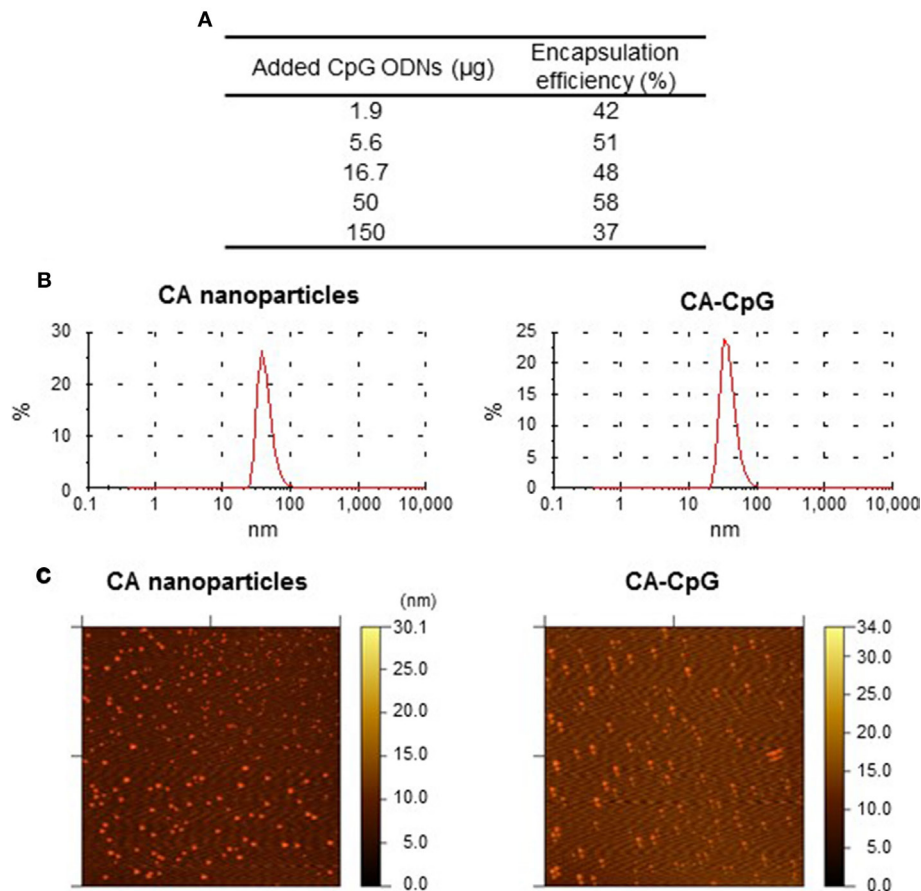 A
Added CpG ODNs (µg) Encapsulation efficiency (%)
1.9 42
5.6 51
16.7 48
50 58
150 37
B
CA nanoparticles
CA-CpG
30
20
10
0
%
0.1 1 10 100 1,000 10,000
nm
25
20
15
10
5
0
%
0.1 1 10 100 1,000 10,000
nm
C
CA nanoparticles
CA-CpG
(nm)
30.1
25.0
20.0
15.0
10.0
5.0
0.0
34.0
30.0
25.0
20.0
15.0
10.0
5.0
0.0